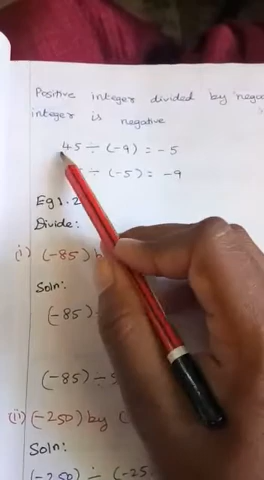 Positive integer divided by
integer is negative
45 ÷ (-9) = -5
÷ (-5) = -9
Eg 1.2
Divide:
(i) (-85)
Soln:
(-85)
(-85) ÷ 5
(ii) (-250) by (
Soln:
(-250) ÷ (-25